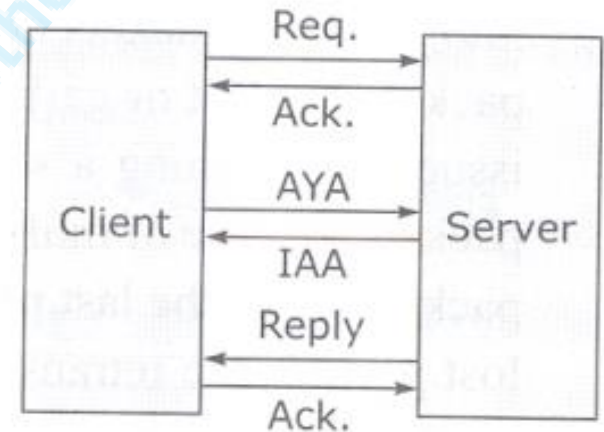 Req.
Ack.
AYA
Client
Server
IAA
Reply
Ack.